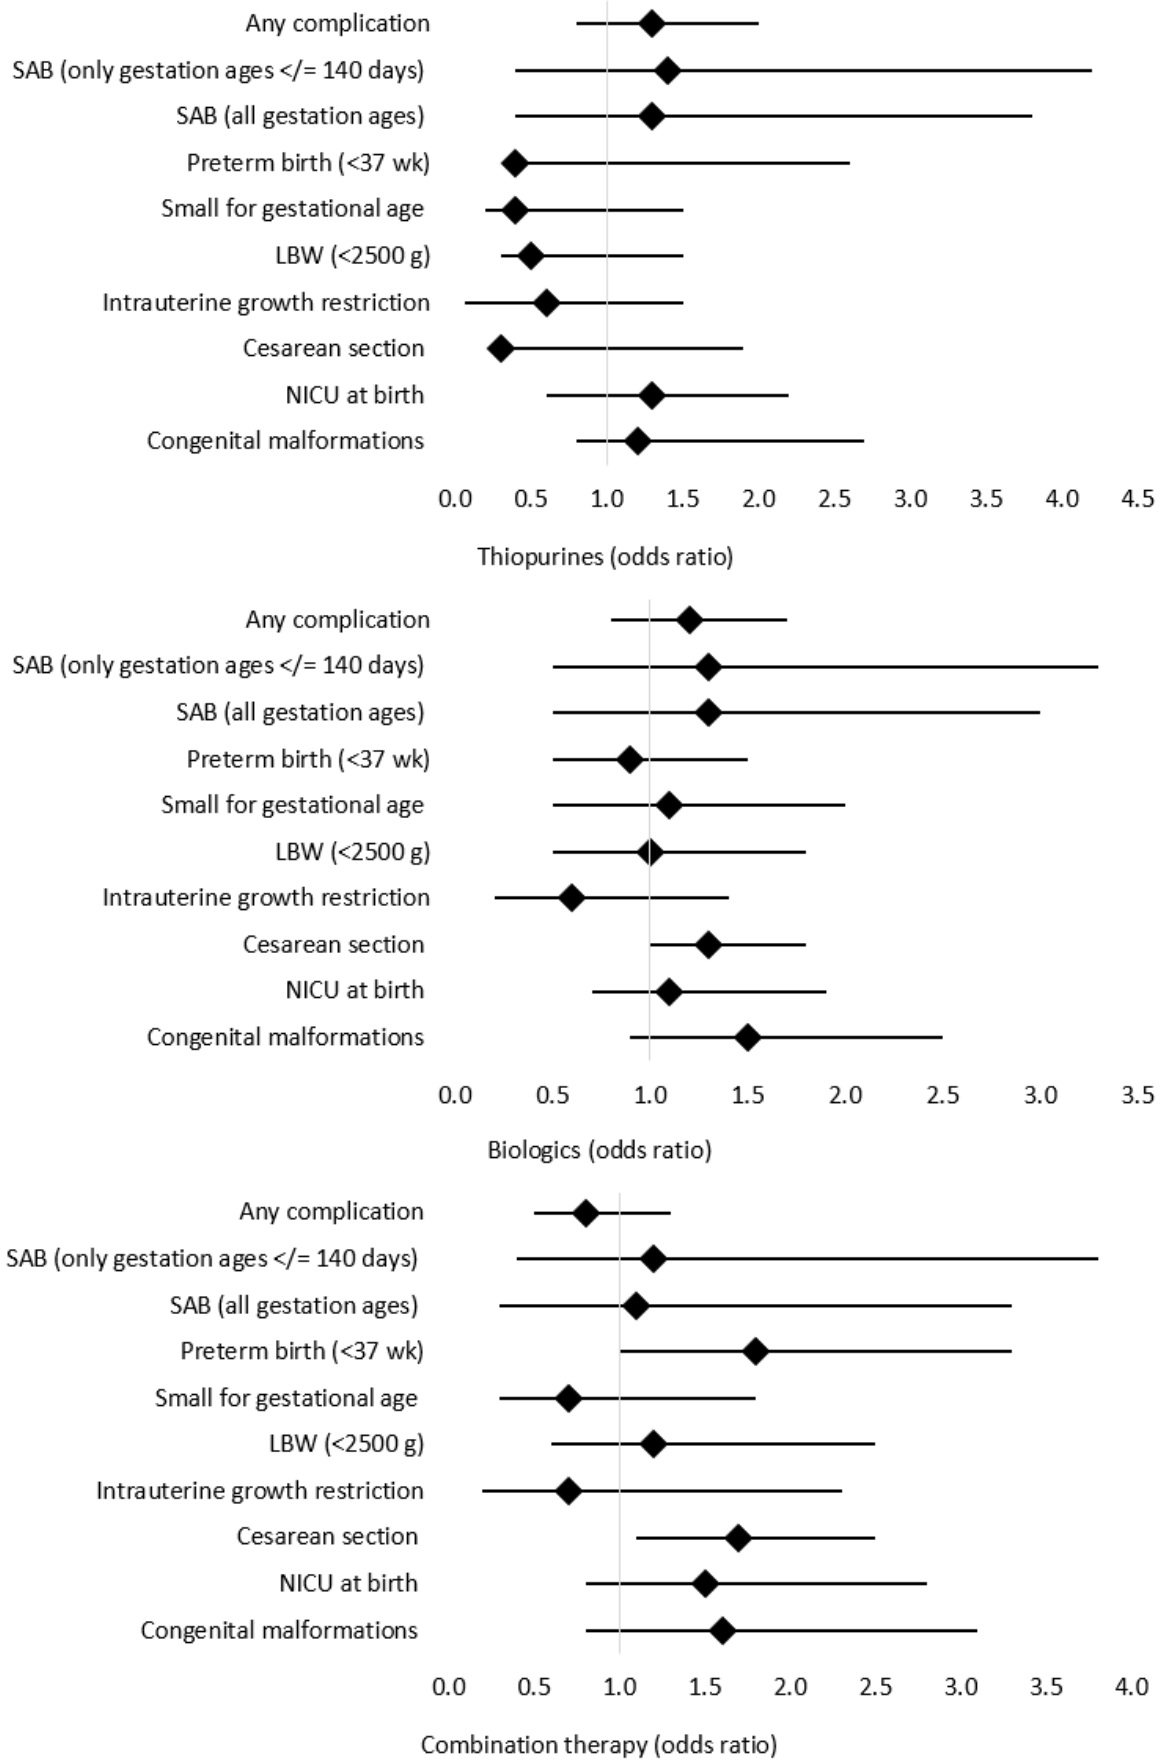 Any complication
SAB (only gestation ages </= 140 days)
SAB (all gestation ages)
Preterm birth (<37 wk)
Small for gestational age
LBW (<2500 g)
Intrauterine growth restriction
Cesarean section
NICU at birth
Congenital malformations
0.0 0.5 1.0 1.5 2.0 2.5 3.0 3.5 4.0 4.5
Thiopurines (odds ratio)
Any complication
SAB (only gestation ages </= 140 days)
SAB (all gestation ages)
Preterm birth (<37 wk)
Small for gestational age
LBW (<2500 g)
Intrauterine growth restriction
Cesarean section
NICU at birth
Congenital malformations
0.0 0.5 1.0 1.5 2.0 2.5 3.0 3.5
Biologics (odds ratio)
Any complication
SAB (only gestation ages </= 140 days)
SAB (all gestation ages)
Preterm birth (<37 wk)
Small for gestational age
LBW (<2500 g)
Intrauterine growth restriction
Cesarean section
NICU at birth
Congenital malformations
0.0 0.5 1.0 1.5 2.0 2.5 3.0 3.5 4.0
Combination therapy (odds ratio)